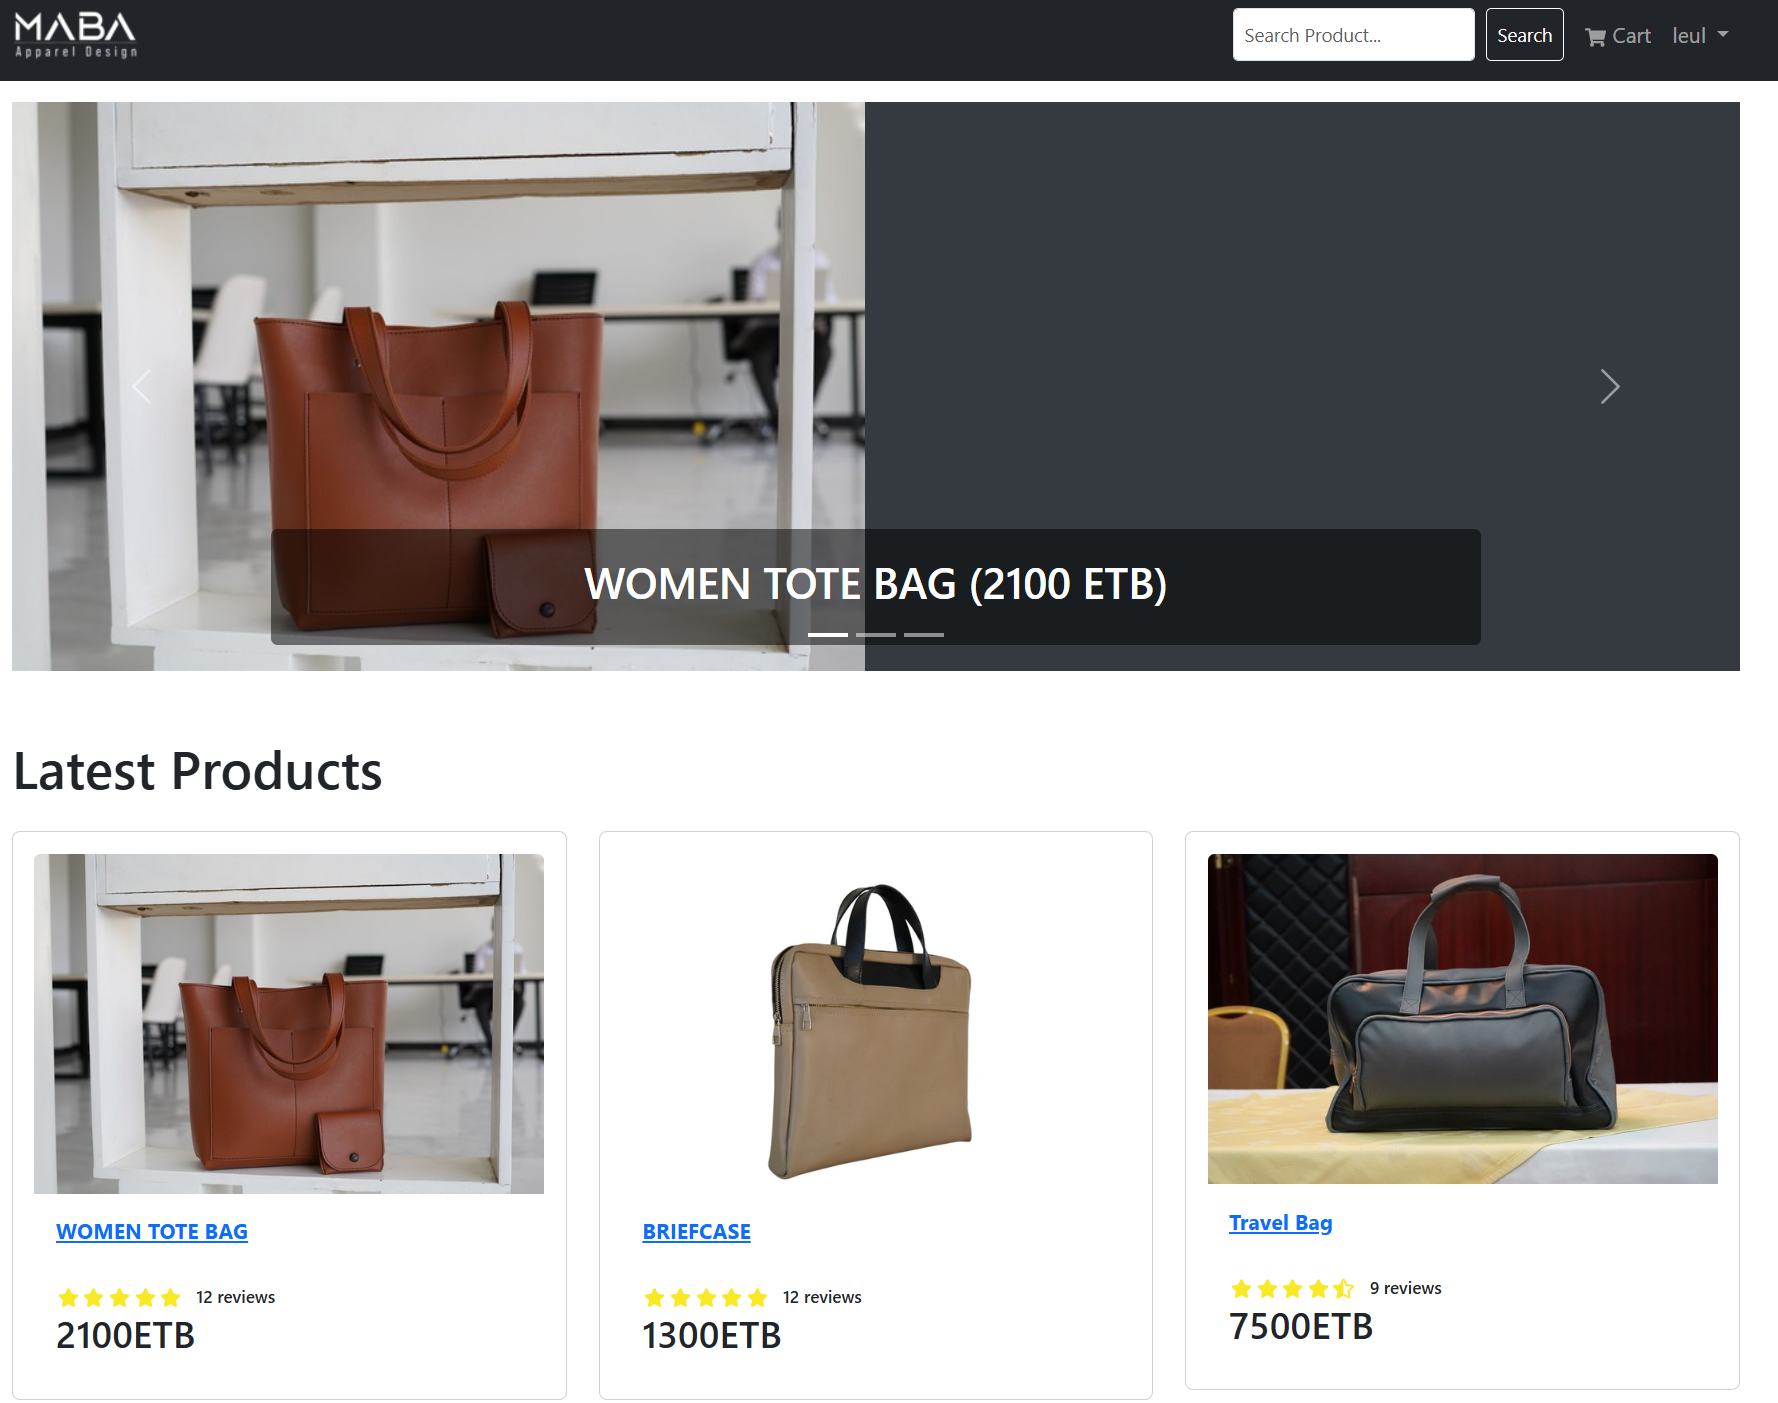 MABA
Apparel Design
Search Product...
Search
Cart
leul
WOMEN TOTE BAG (2100 ETB)
Latest Products
WOMEN TOTE BAG
12 reviews
2100ETB
BRIEFCASE
12 reviews
1300ETB
Travel Bag
9 reviews
7500ETB